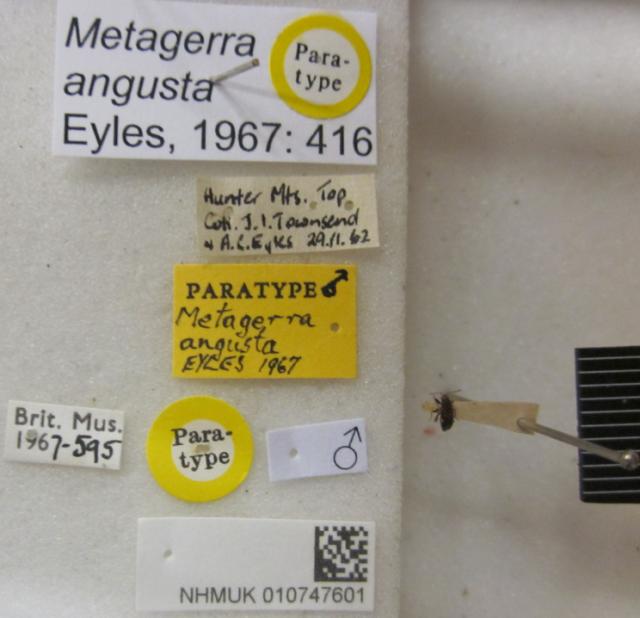 Metagerra
angusta
Eyles, 1967: 416
Para-
type
Hunter Mts. Top
Coll. J.I. Townsend
& A.C. Eyles 29.11.62
PARATYPE ♂
Metagerra
angusta
EYLES 1967
Brit. Mus.
1967-595
Para-
type
♂
NHMUK 010747601